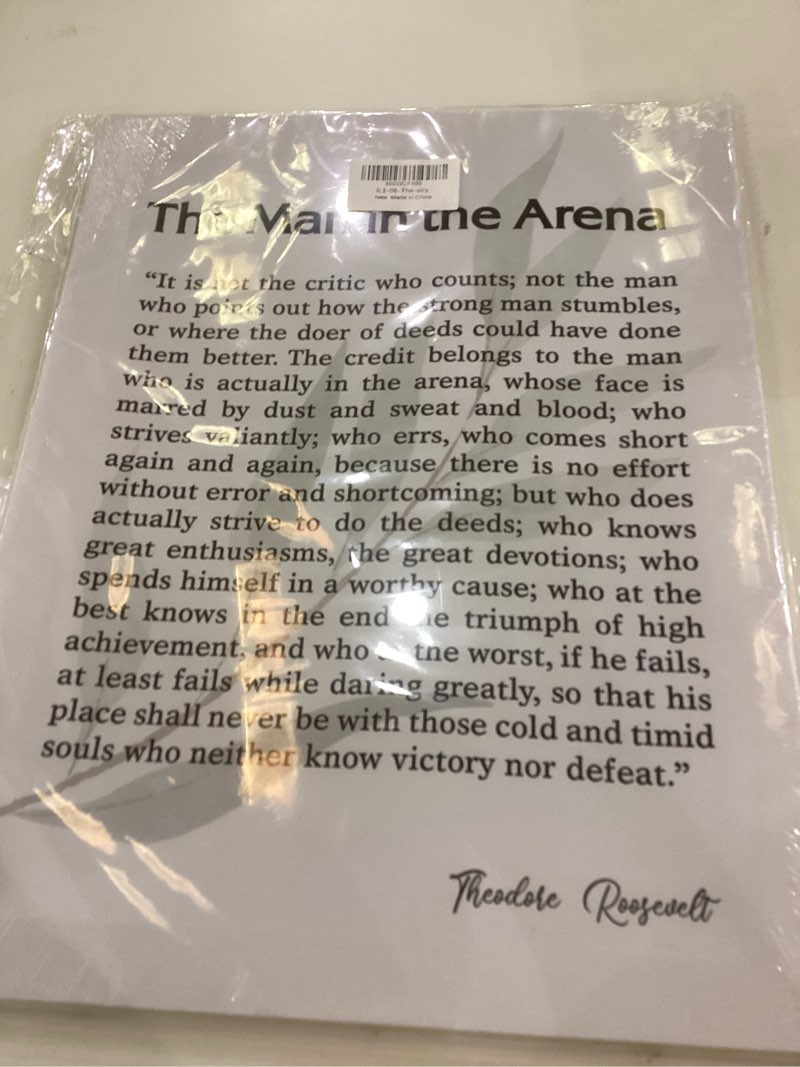 New Made in China
The Man in the Arena
“It is not the critic who counts; not the man
who points out how the strong man stumbles,
or where the doer of deeds could have done
them better. The credit belongs to the man
who is actually in the arena, whose face is
marred by dust and sweat and blood; who
strives valiantly; who errs, who comes short
again and again, because there is no effort
without error and shortcoming; but who does
actually strive to do the deeds; who knows
great enthusiasms, the great devotions; who
spends himself in a worthy cause; who at the
best knows in the end the triumph of high
achievement, and who at the worst, if he fails,
at least fails while daring greatly, so that his
place shall never be with those cold and timid
souls who neither know victory nor defeat.”
Theodore Roosevelt